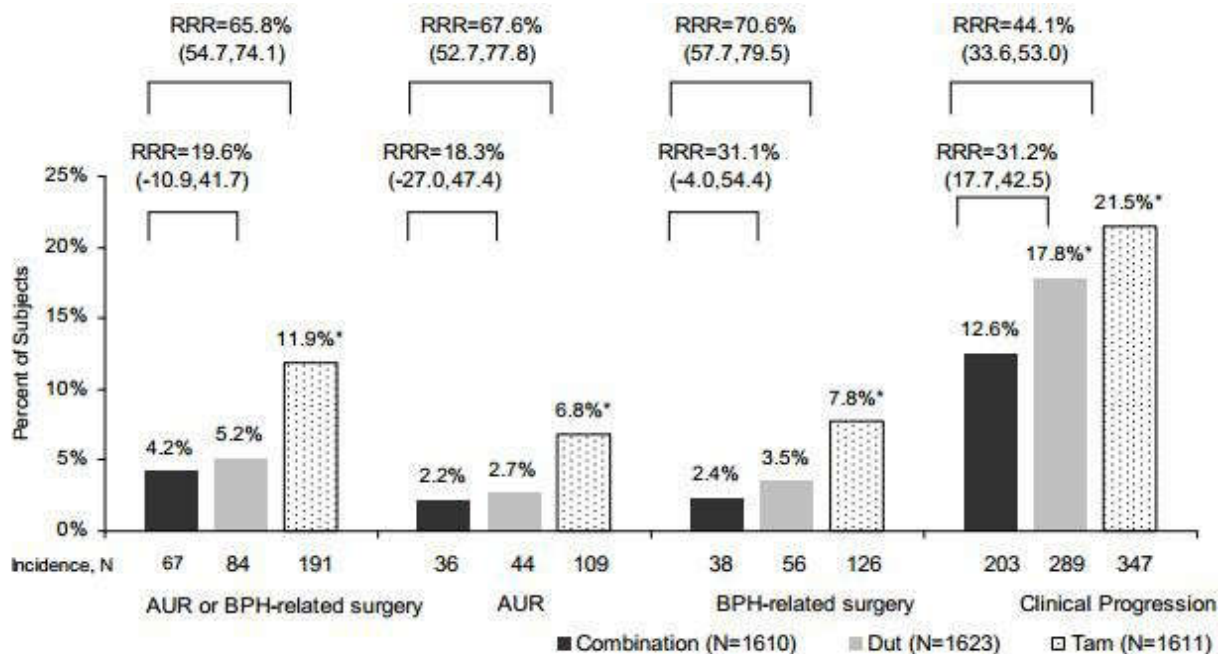 RRR=65.8% RRR=67.6% RRR=70.6% RRR=44.1%
(54.7,74.1) (52.7,77.8) (57.7,79.5) (33.6,53.0)
RRR=19.6% RRR=18.3% RRR=31.1% RRR=31.2%
(-10.9,41.7) (-27.0,47.4) (-4.0,54.4) (17.7,42.5)
25%
20%
15%
10%
5%
0%
Percent of Subjects
4.2% 5.2% 11.9%*
2.2% 2.7% 6.8%*
2.4% 3.5% 7.8%*
12.6% 17.8%* 21.5%*
Incidence, N 67 84 191 36 44 109 38 56 126 203 289 347
AUR or BPH-related surgery AUR BPH-related surgery Clinical Progression
Combination (N=1610) Dut (N=1623) Tam (N=1611)